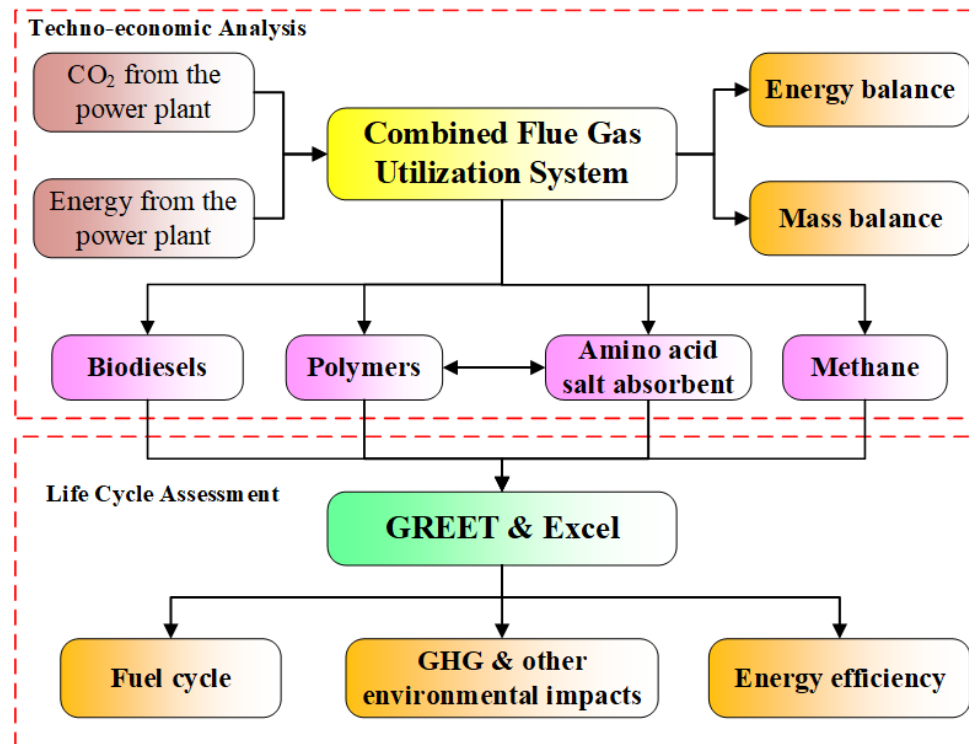 Techno-economic Analysis
CO₂ from the
power plant
Energy from the
power plant
Combined Flue Gas
Utilization System
Energy balance
Mass balance
Biodiesels
Polymers
Amino acid
salt absorbent
Methane
Life Cycle Assessment
GREET & Excel
Fuel cycle
GHG & other
environmental impacts
Energy efficiency